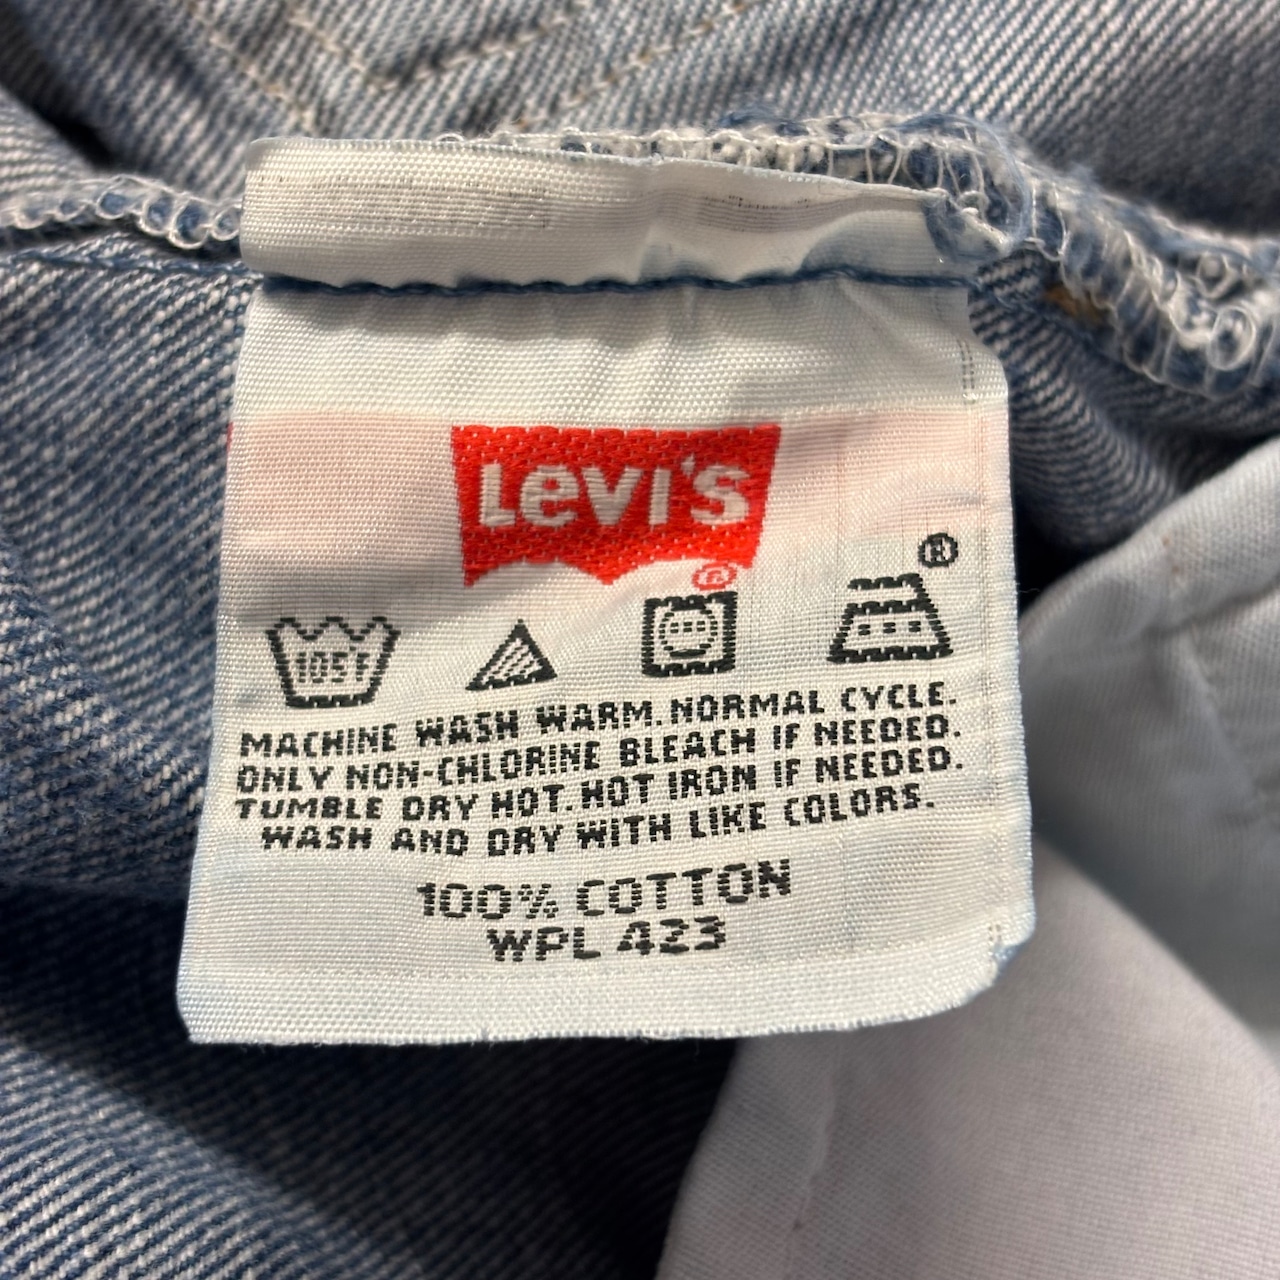 Levi's
®
®
105F
MACHINE WASH WARM. NORMAL CYCLE.
ONLY NON-CHLORINE BLEACH IF NEEDED.
TUMBLE DRY HOT. HOT IRON IF NEEDED.
WASH AND DRY WITH LIKE COLORS.
100% COTTON
WPL 423